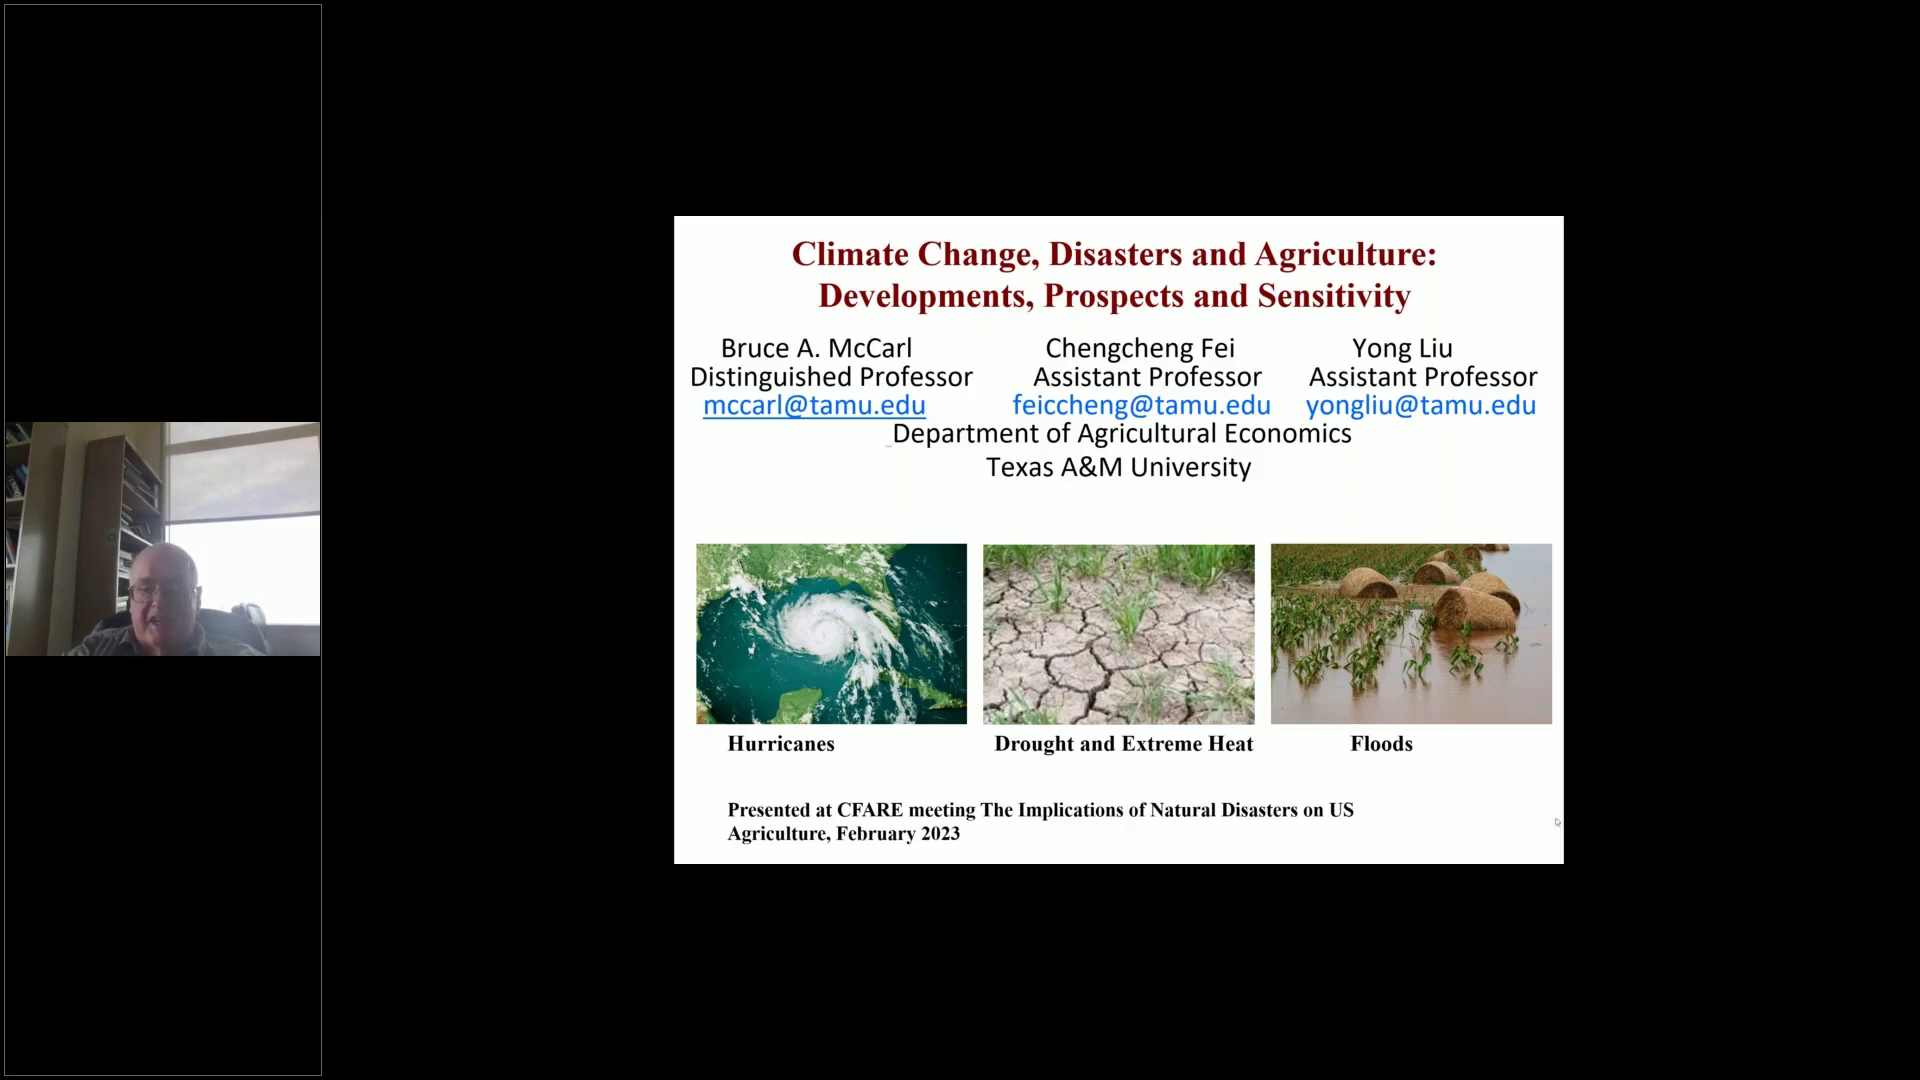 Climate Change, Disasters and Agriculture:
Developments, Prospects and Sensitivity
Bruce A. McCarl Chengcheng Fei Yong Liu
Distinguished Professor Assistant Professor Assistant Professor
mccarl@tamu.edu feiccheng@tamu.edu yongliu@tamu.edu
Department of Agricultural Economics
Texas A&M University
Hurricanes Drought and Extreme Heat Floods
Presented at CFARE meeting The Implications of Natural Disasters on US
Agriculture, February 2023